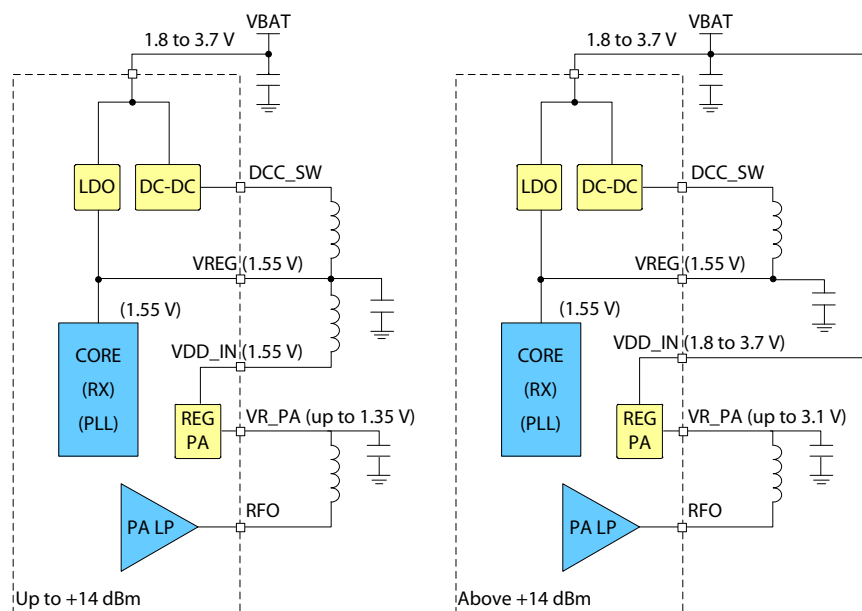 VBAT
1.8 to 3.7 V
LDO
DC-DC
DCC_SW
VREG (1.55 V)
(1.55 V)
CORE
(RX)
(PLL)
VDD_IN (1.55 V)
REG
PA
VR_PA (up to 1.35 V)
PA LP
RFO
Up to +14 dBm
VBAT
1.8 to 3.7 V
LDO
DC-DC
DCC_SW
VREG (1.55 V)
(1.55 V)
CORE
(RX)
(PLL)
VDD_IN (1.8 to 3.7 V)
REG
PA
VR_PA (up to 3.1 V)
PA LP
RFO
Above +14 dBm